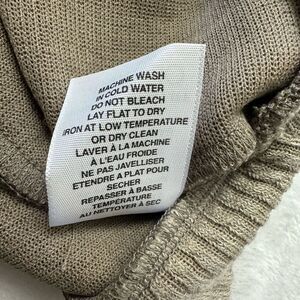 MACHINE WASH
IN COLD WATER
DO NOT BLEACH
LAY FLAT TO DRY
IRON AT LOW TEMPERATURE
OR DRY CLEAN
LAVER À LA MACHINE
À L'EAU FROIDE
NE PAS JAVELLISER
ETENDRE A PLAT POUR
SECHER
REPASSER À BASSE
TEMPÉRATURE
AU NETTOYER À SEC